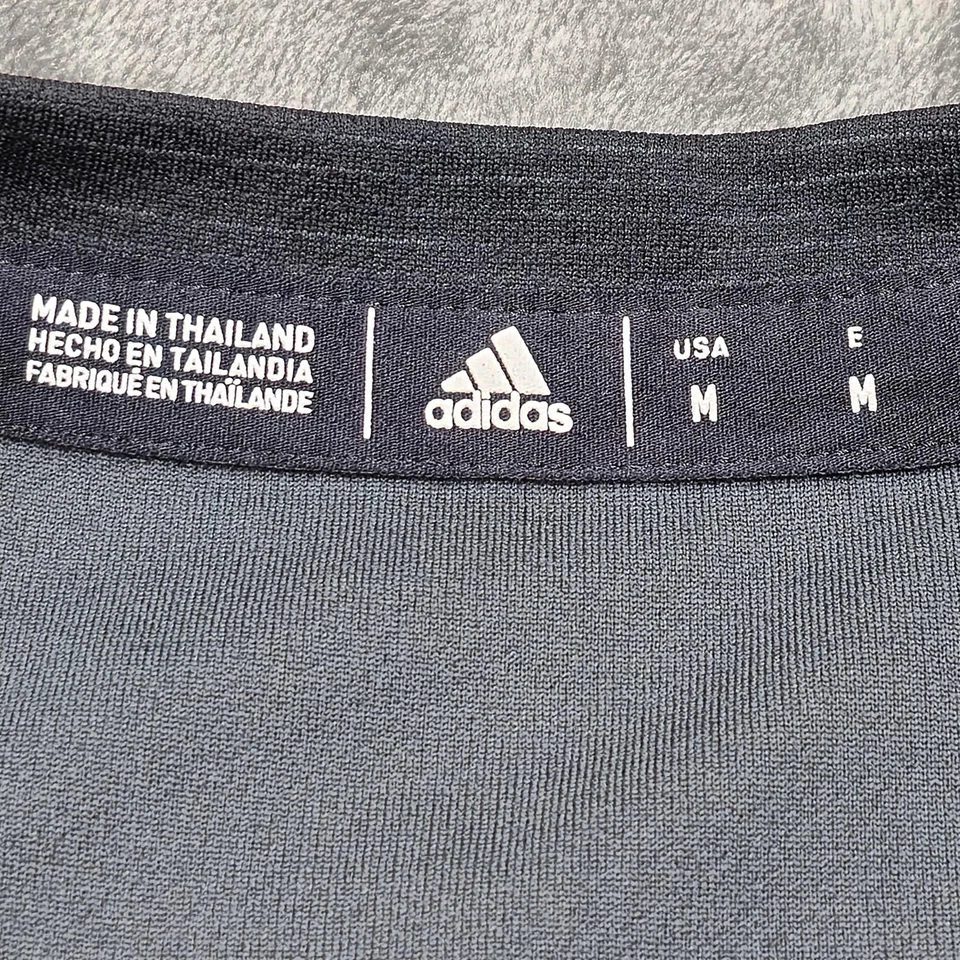 MADE IN THAILAND
HECHO EN TAILANDIA
FABRIQUÉ EN THAÏLANDE
adidas
USA E
M M